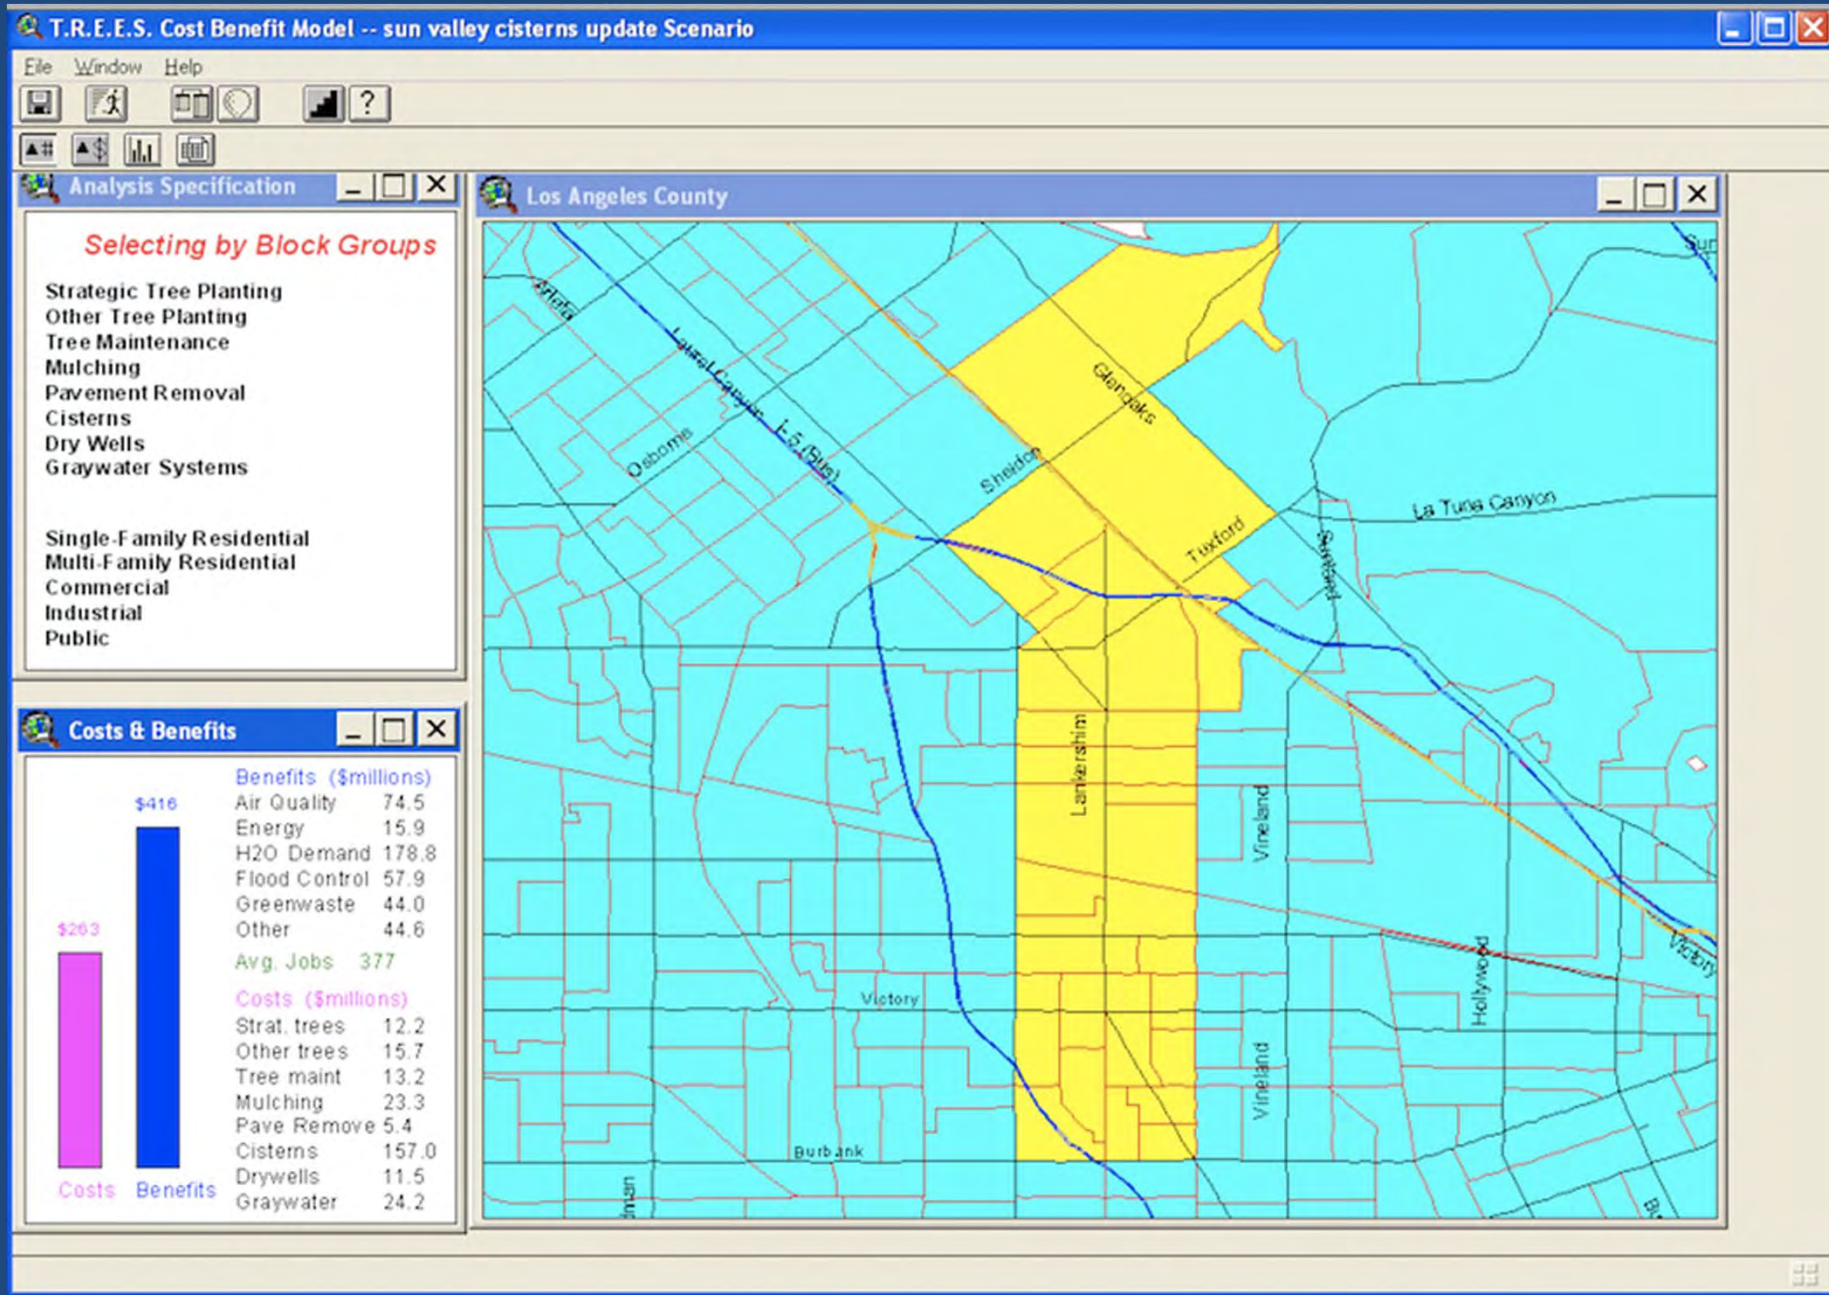 T.R.E.E.S. Cost Benefit Model -- sun valley cisterns update Scenario
File Window Help
?
▲# ▲$
Analysis Specification
Selecting by Block Groups
Strategic Tree Planting
Other Tree Planting
Tree Maintenance
Mulching
Pavement Removal
Cisterns
Dry Wells
Graywater Systems
Single-Family Residential
Multi-Family Residential
Commercial
Industrial
Public
Costs & Benefits
$416
$263
Costs Benefits
Benefits ($millions)
Air Quality 74.5
Energy 15.9
H2O Demand 178.8
Flood Control 57.9
Greenwaste 44.0
Other 44.6
Avg. Jobs 377
Costs ($millions)
Strat. trees 12.2
Other trees 15.7
Tree maint 13.2
Mulching 23.3
Pave Remove 5.4
Cisterns 157.0
Drywells 11.5
Graywater 24.2
Los Angeles County
Sun
Arleta
Laurel Canyon
I-5 (Bus)
Osborne
Sheldon
Glenoaks
Tuxford
La Tuna Canyon
Sunland
Lankershim
Vineland
Hollywood
Victory
Victory
Vineland
Burbank
dman